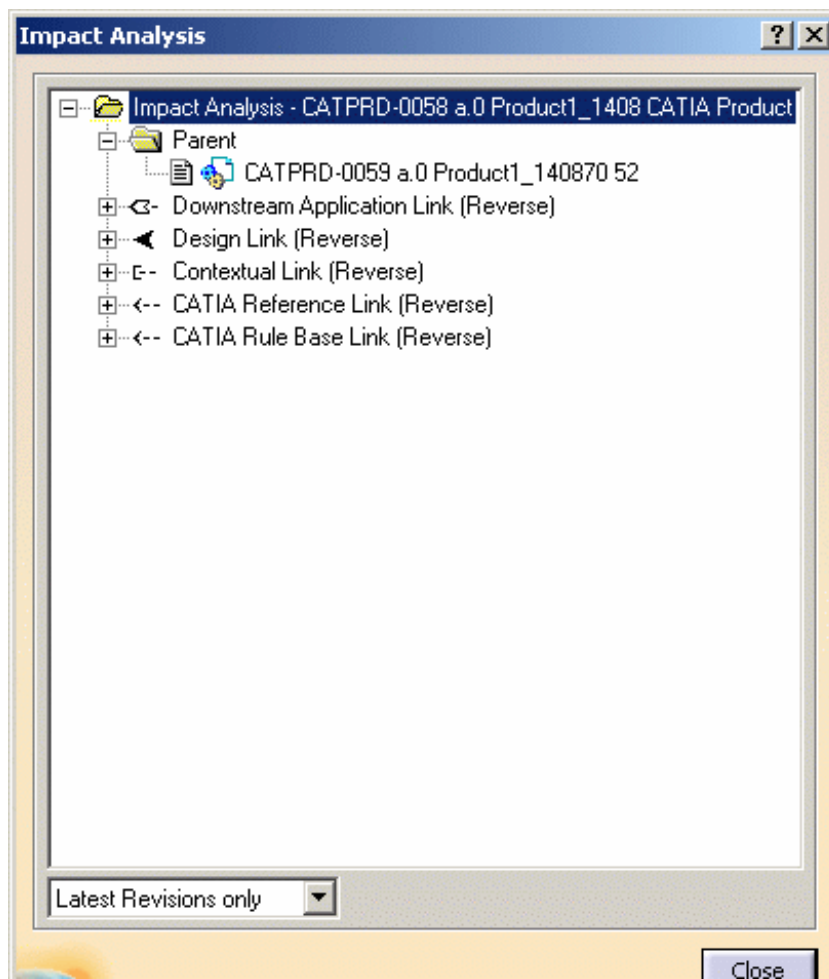 Impact Analysis
Impact Analysis - CATPRD-0058 a.0 Product1_1408 CATIA Product
Parent
CATPRD-0059 a.0 Product1_140870 52
Downstream Application Link (Reverse)
Design Link (Reverse)
Contextual Link (Reverse)
CATIA Reference Link (Reverse)
CATIA Rule Base Link (Reverse)
Latest Revisions only
Close